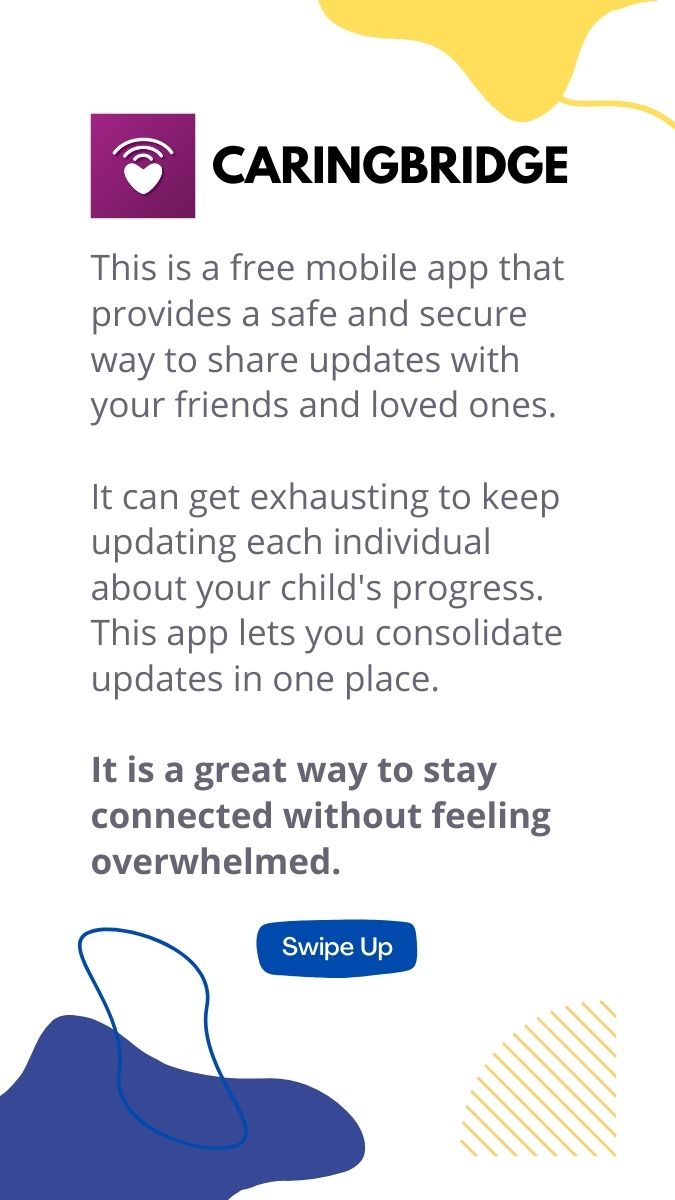 CARINGBRIDGE
This is a free mobile app that
provides a safe and secure
way to share updates with
your friends and loved ones.
It can get exhausting to keep
updating each individual
about your child's progress.
This app lets you consolidate
updates in one place.
It is a great way to stay
connected without feeling
overwhelmed.
Swipe Up